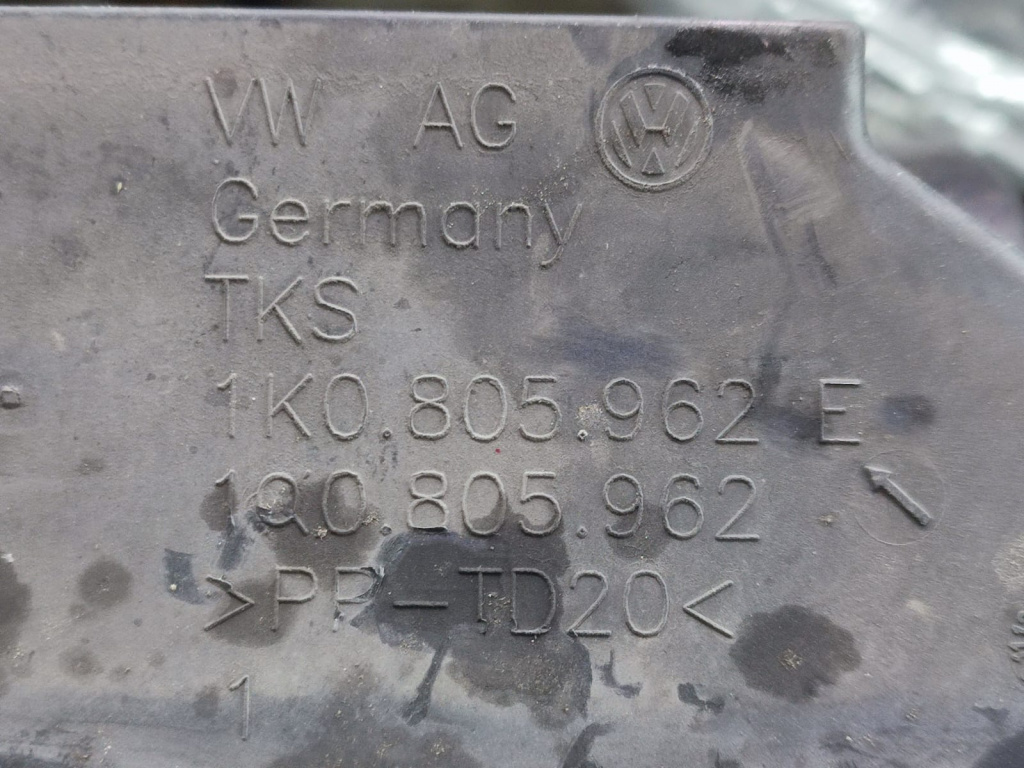 VW AG
Germany
TKS
1K0.805.962 E
1Q0.805.962
>PP-TD20<
1